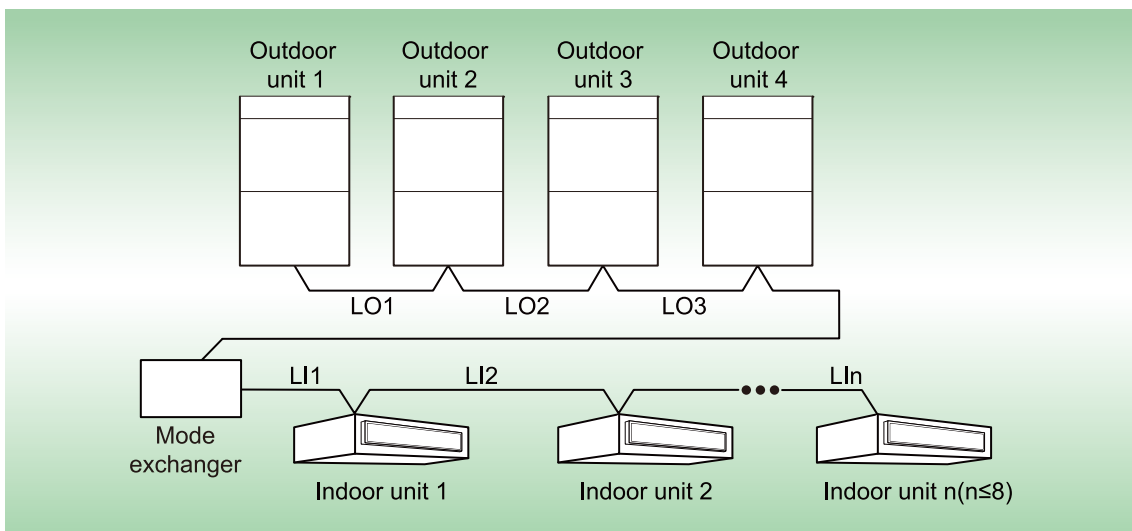 Outdoor
unit 1
Outdoor
unit 2
Outdoor
unit 3
Outdoor
unit 4
LO1
LO2
LO3
LI1
LI2
LIn
Mode
exchanger
Indoor unit 1
Indoor unit 2
Indoor unit n(n≤8)